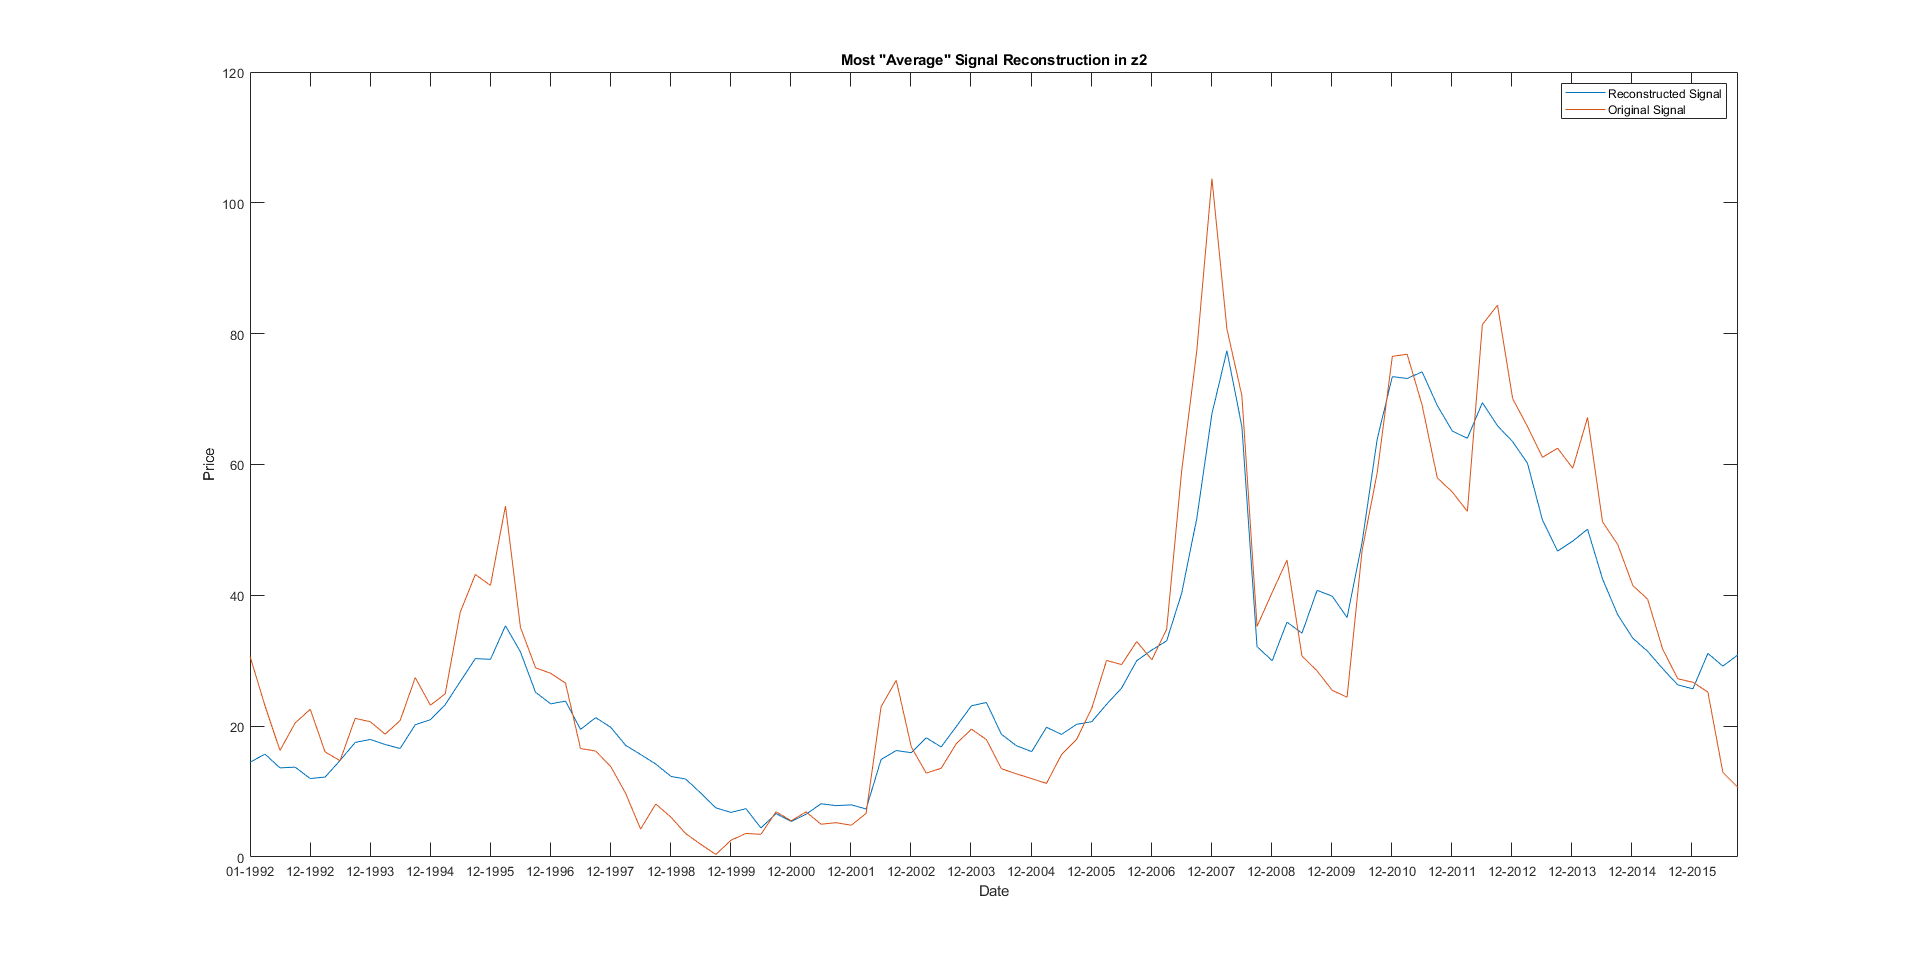 Most "Average" Signal Reconstruction in z2
120
100
80
60
40
20
0
Price
Reconstructed Signal
Original Signal
01-1992 12-1992 12-1993 12-1994 12-1995 12-1996 12-1997 12-1998 12-1999 12-2000 12-2001 12-2002 12-2003 12-2004 12-2005 12-2006 12-2007 12-2008 12-2009 12-2010 12-2011 12-2012 12-2013 12-2014 12-2015
Date